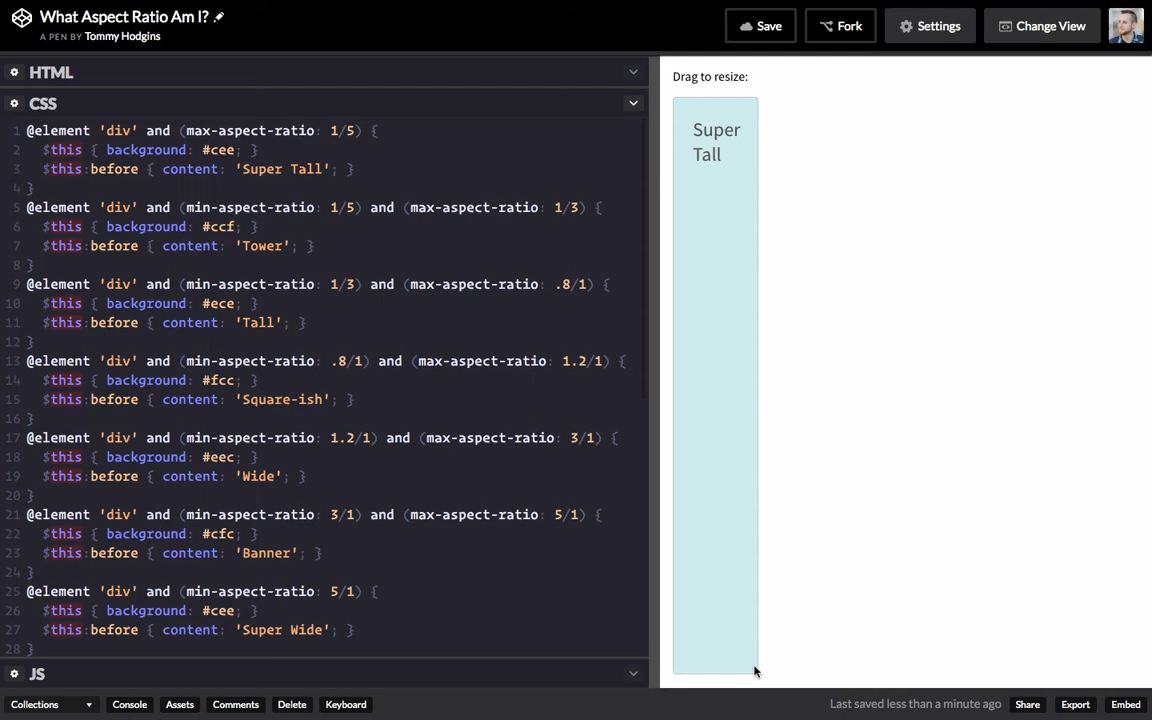 What Aspect Ratio Am I?
A PEN BY Tommy Hodgins
Save
Fork
Settings
Change View
HTML
CSS
1 @element 'div' and (max-aspect-ratio: 1/5) {
2 $this { background: #cee; }
3 $this:before { content: 'Super Tall'; }
4 }
5 @element 'div' and (min-aspect-ratio: 1/5) and (max-aspect-ratio: 1/3) {
6 $this { background: #ccf; }
7 $this:before { content: 'Tower'; }
8 }
9 @element 'div' and (min-aspect-ratio: 1/3) and (max-aspect-ratio: .8/1) {
10 $this { background: #ece; }
11 $this:before { content: 'Tall'; }
12 }
13 @element 'div' and (min-aspect-ratio: .8/1) and (max-aspect-ratio: 1.2/1) {
14 $this { background: #fcc; }
15 $this:before { content: 'Square-ish'; }
16 }
17 @element 'div' and (min-aspect-ratio: 1.2/1) and (max-aspect-ratio: 3/1) {
18 $this { background: #eec; }
19 $this:before { content: 'Wide'; }
20 }
21 @element 'div' and (min-aspect-ratio: 3/1) and (max-aspect-ratio: 5/1) {
22 $this { background: #cfc; }
23 $this:before { content: 'Banner'; }
24 }
25 @element 'div' and (min-aspect-ratio: 5/1) {
26 $this { background: #cee; }
27 $this:before { content: 'Super Wide'; }
28 }
JS
Drag to resize:
Super
Tall
Collections
Console
Assets
Comments
Delete
Keyboard
Last saved less than a minute ago
Share
Export
Embed